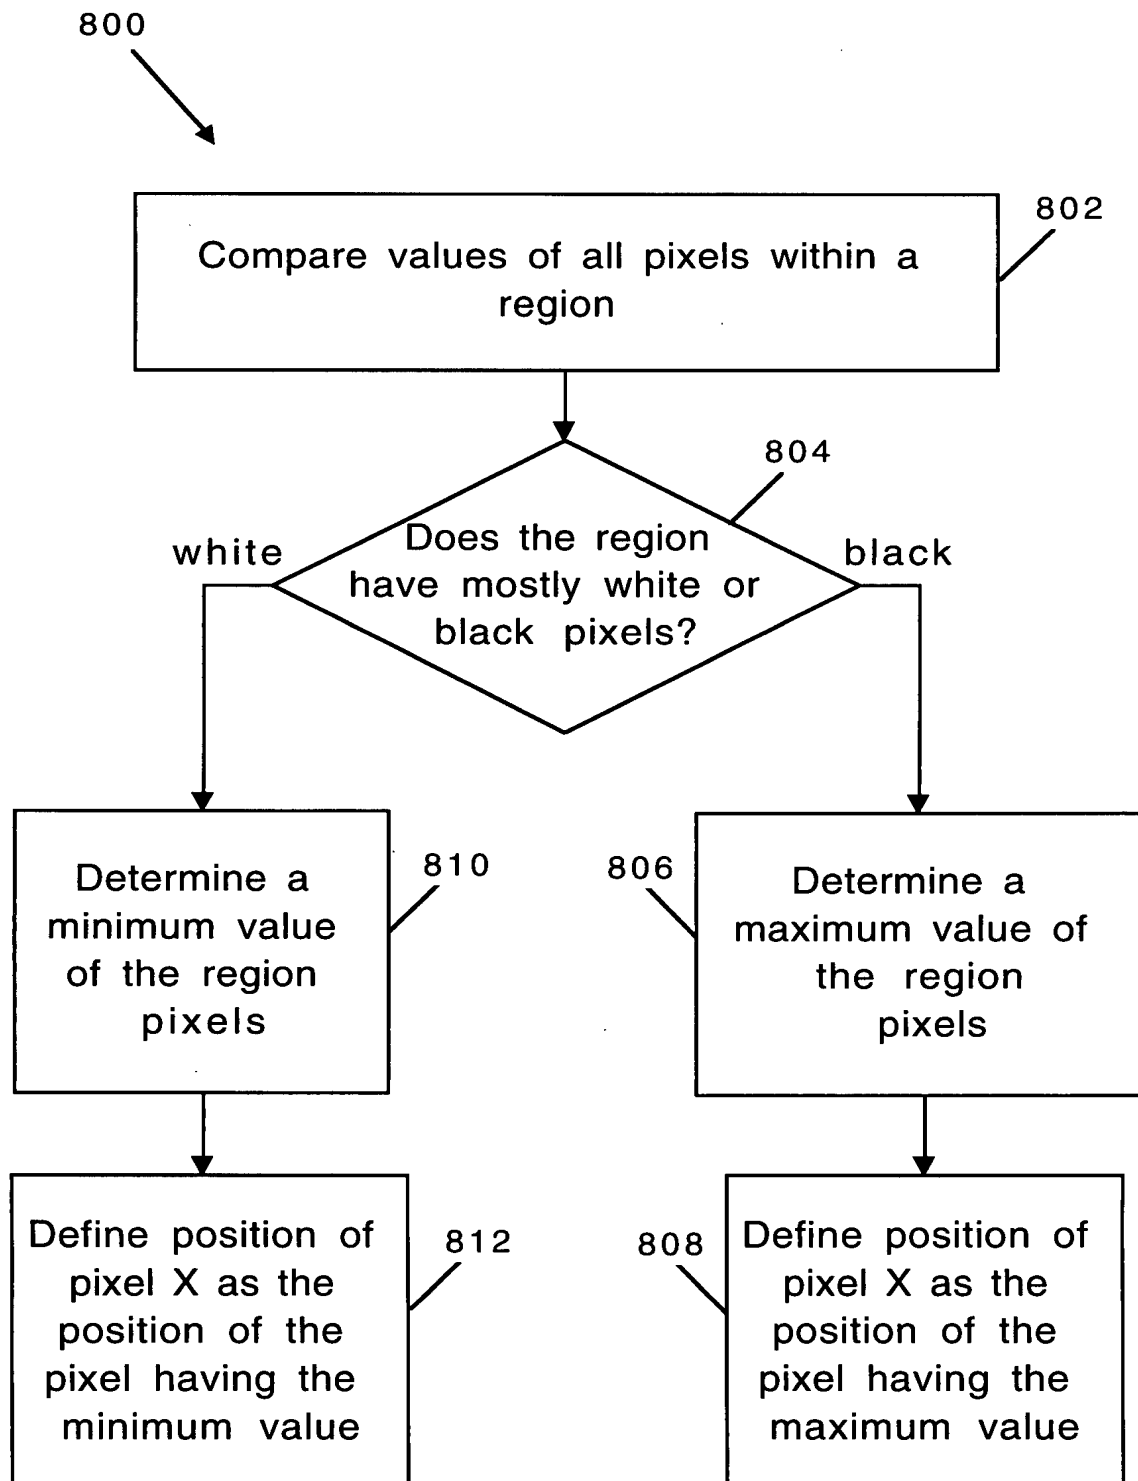 800
802
Compare values of all pixels within a
region
804
Does the region
have mostly white or
black pixels?
white
black
810
Determine a
minimum value
of the region
pixels
806
Determine a
maximum value of
the region
pixels
812
Define position of
pixel X as the
position of the
pixel having the
minimum value
808
Define position of
pixel X as the
position of the
pixel having the
maximum value